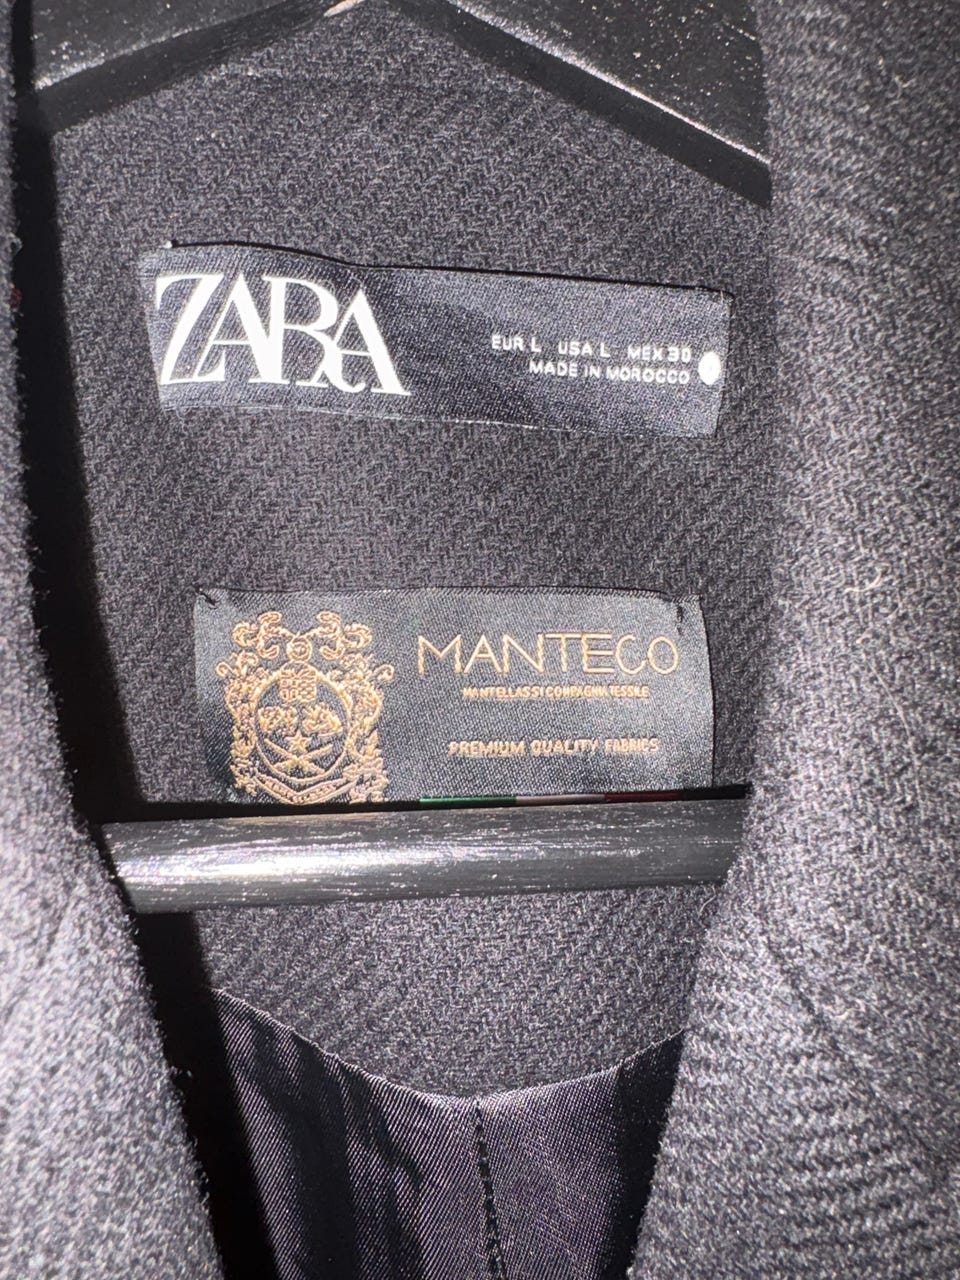 ZARA
EUR L USA L MEX 30
MADE IN MOROCCO
MANTECO
MANTELLASSI COMPAGNIA TESSILE
PREMIUM QUALITY FABRICS